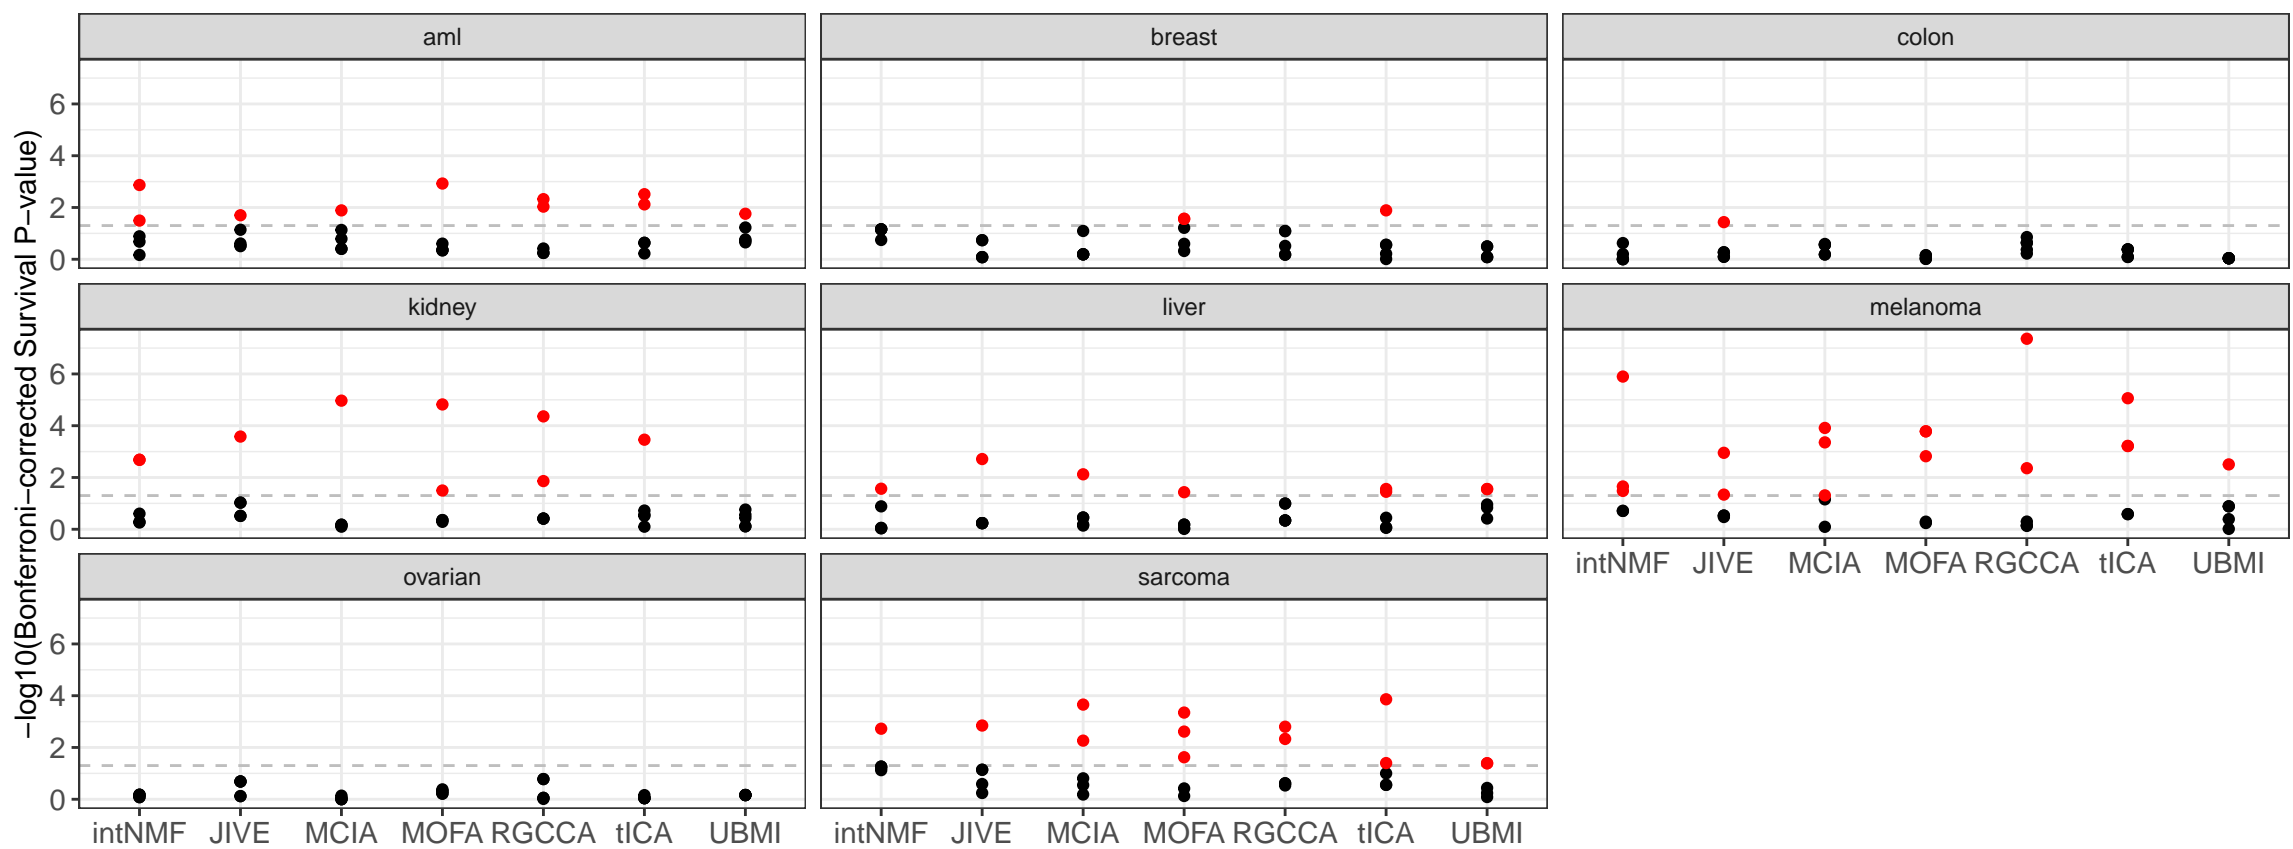 aml
breast
colon
6
4
2
0
kidney
liver
melanoma
6
4
2
0
intNMF JIVE MCIA MOFA RGCCA tICA UBMI
ovarian
sarcoma
6
4
2
0
intNMF JIVE MCIA MOFA RGCCA tICA UBMI
intNMF JIVE MCIA MOFA RGCCA tICA UBMI
−log10(Bonferroni−corrected Survival P−value)